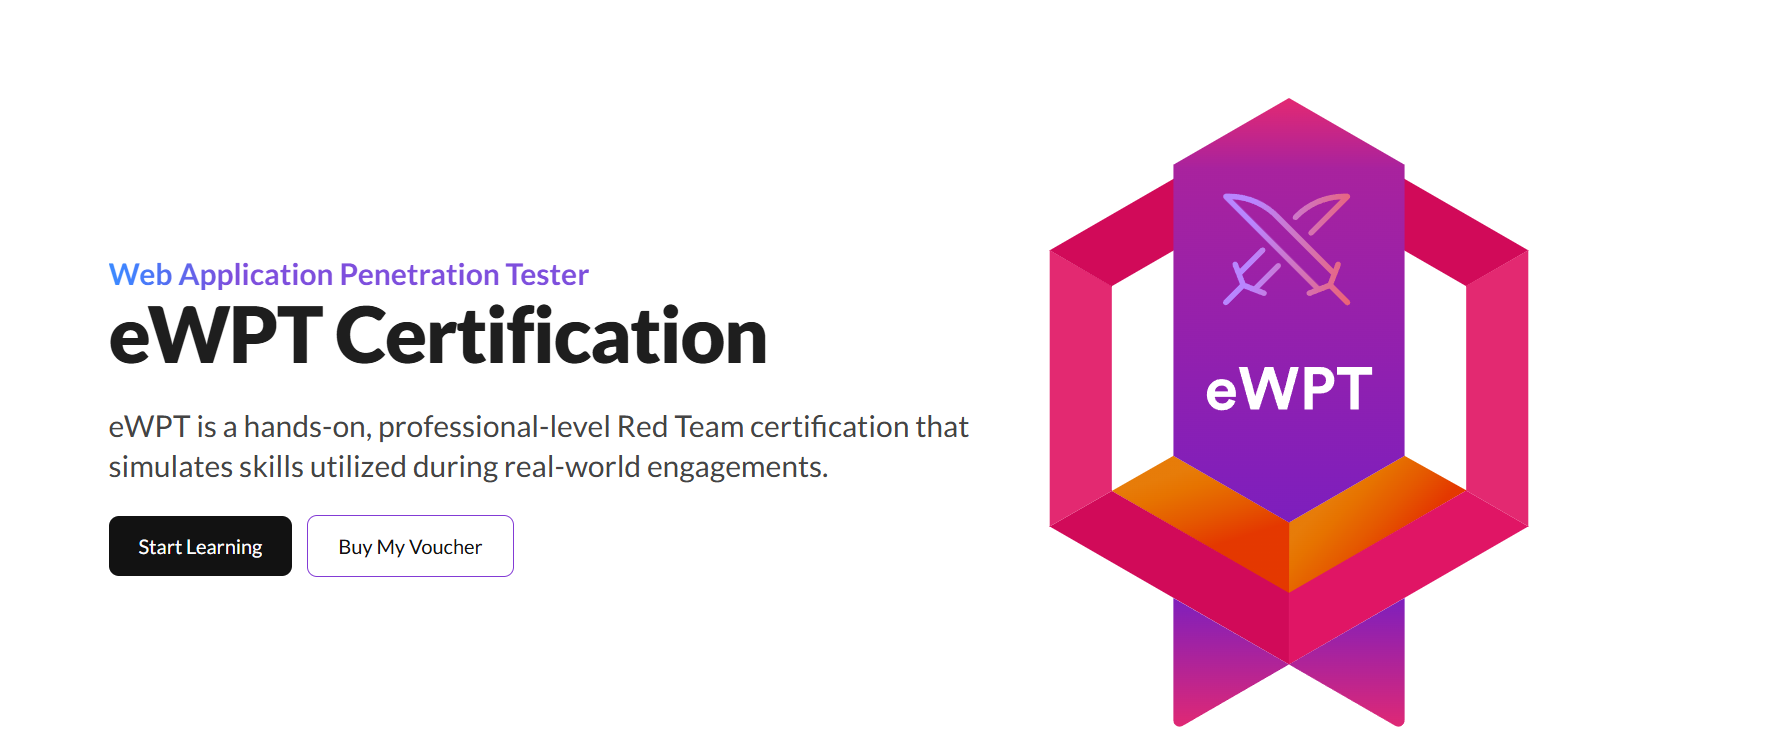 Web Application Penetration Tester
eWPT Certification
eWPT is a hands-on, professional-level Red Team certification that
simulates skills utilized during real-world engagements.
Start Learning
Buy My Voucher
eWPT